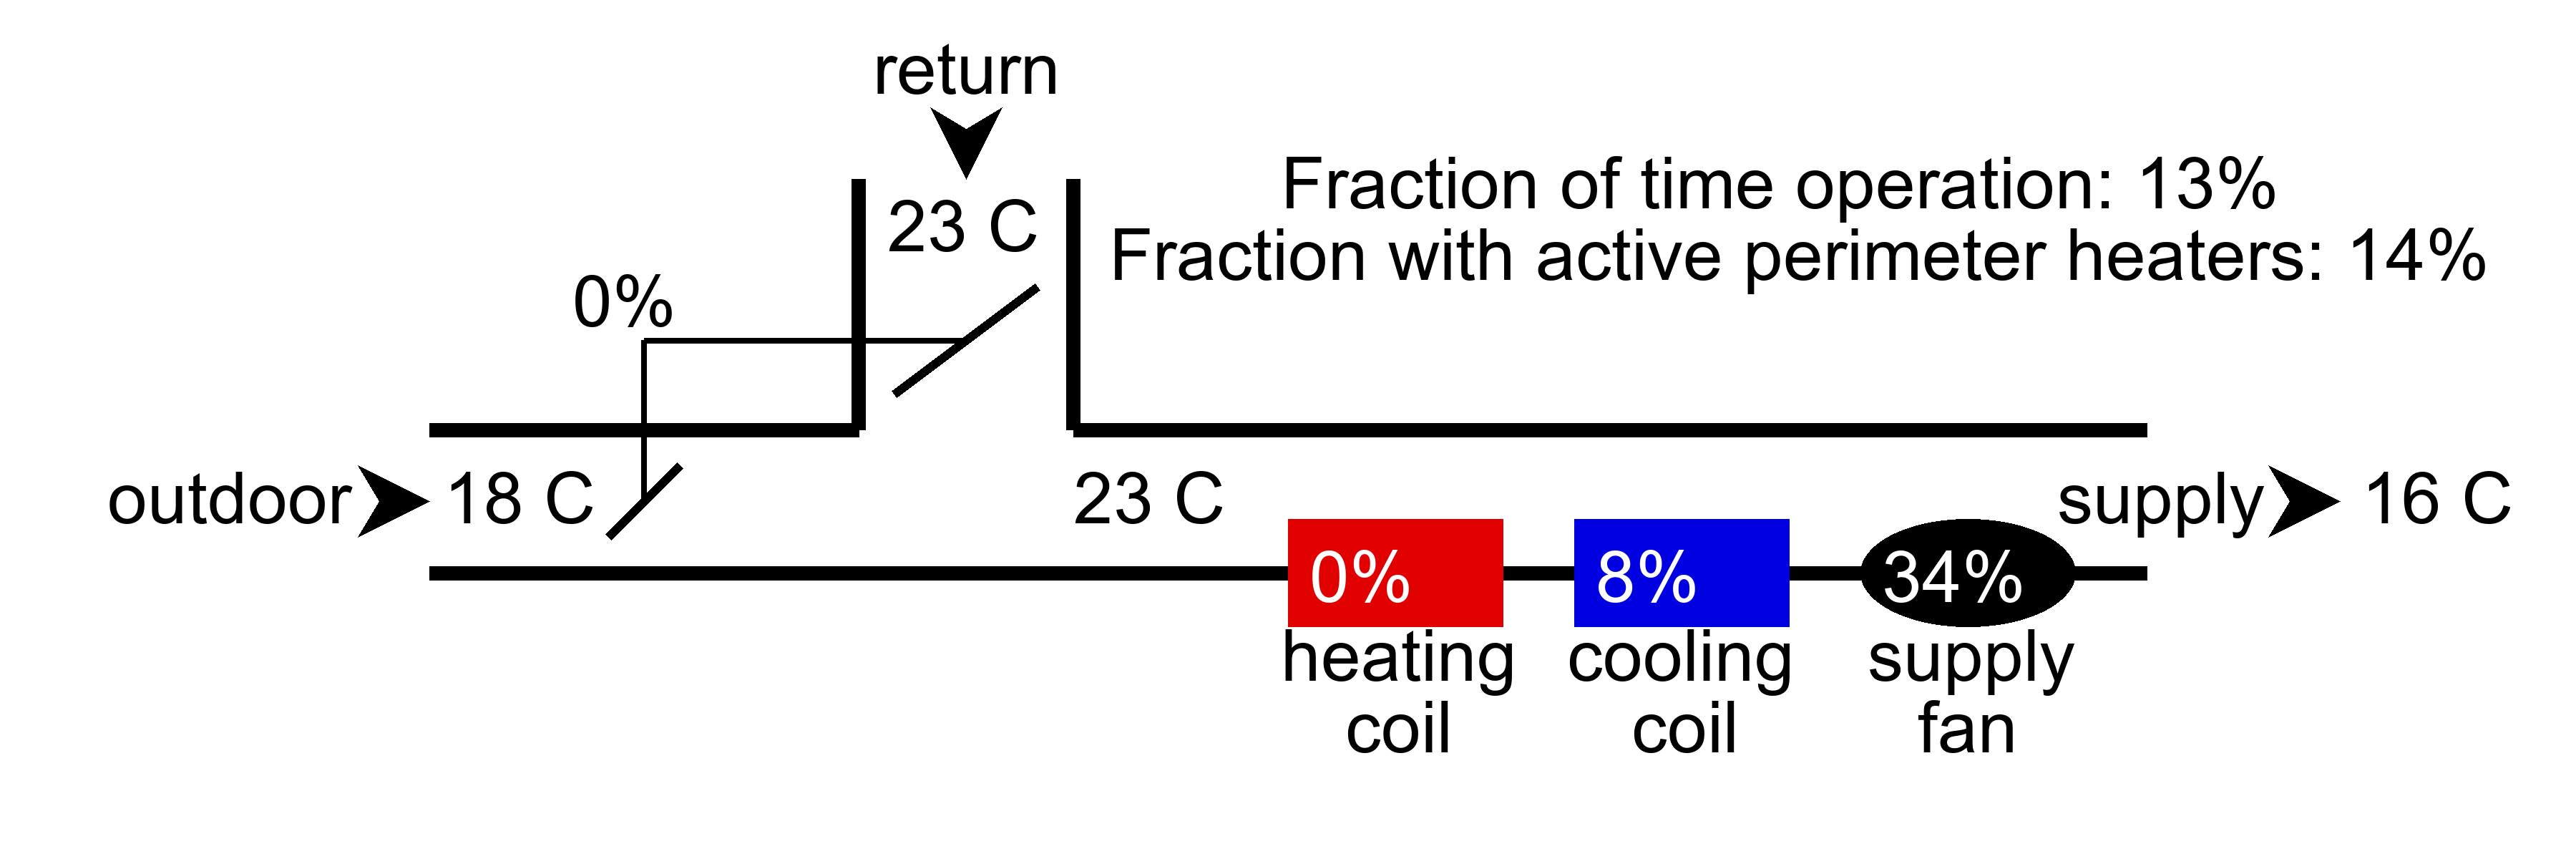 return
23 C
Fraction of time operation: 13%
Fraction with active perimeter heaters: 14%
0%
outdoor
18 C
23 C
supply
16 C
0%
8%
34%
heating
coil
cooling
coil
supply
fan